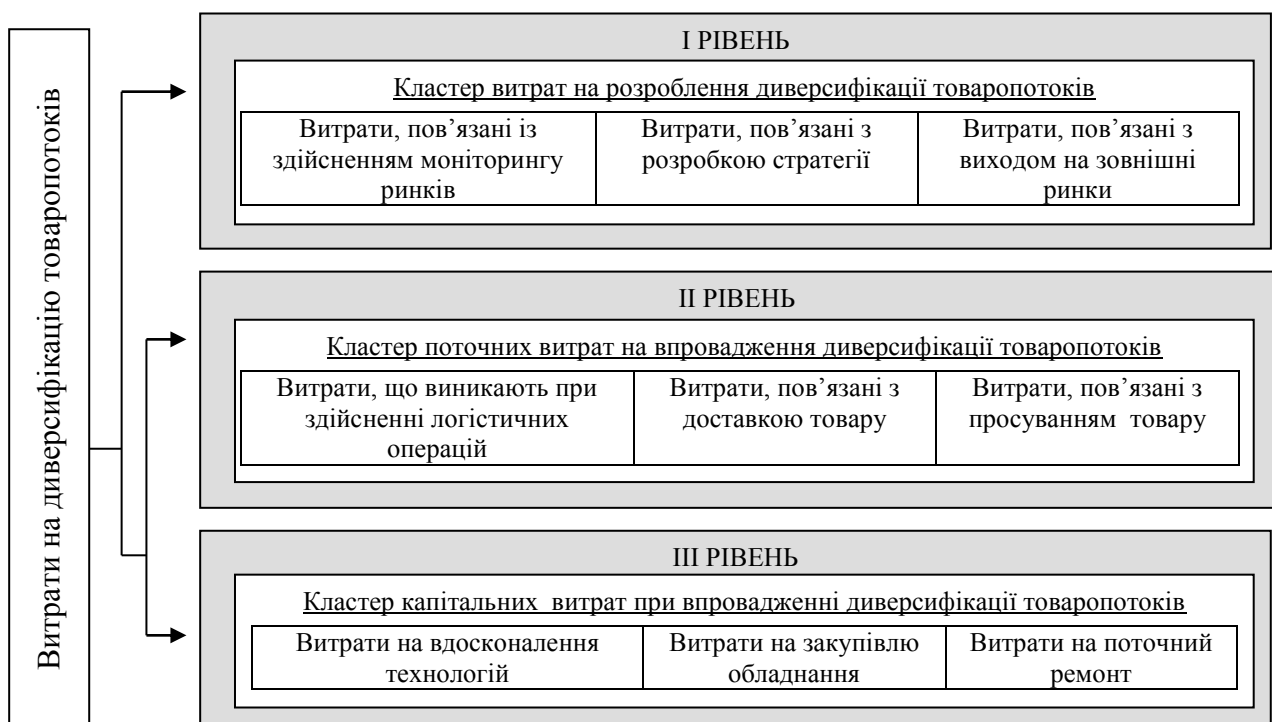 Витрати на диверсифікацію товаропотоків
І РІВЕНЬ
Кластер витрат на розроблення диверсифікації товаропотоків
Витрати, пов’язані із
здійсненням моніторингу
ринків
Витрати, пов’язані з
розробкою стратегії
Витрати, пов’язані з
виходом на зовнішні
ринки
ІІ РІВЕНЬ
Кластер поточних витрат на впровадження диверсифікації товаропотоків
Витрати, що виникають при
здійсненні логістичних
операцій
Витрати, пов’язані з
доставкою товару
Витрати, пов’язані з
просуванням товару
ІІІ РІВЕНЬ
Кластер капітальних витрат при впровадженні диверсифікації товаропотоків
Витрати на вдосконалення
технологій
Витрати на закупівлю
обладнання
Витрати на поточний
ремонт